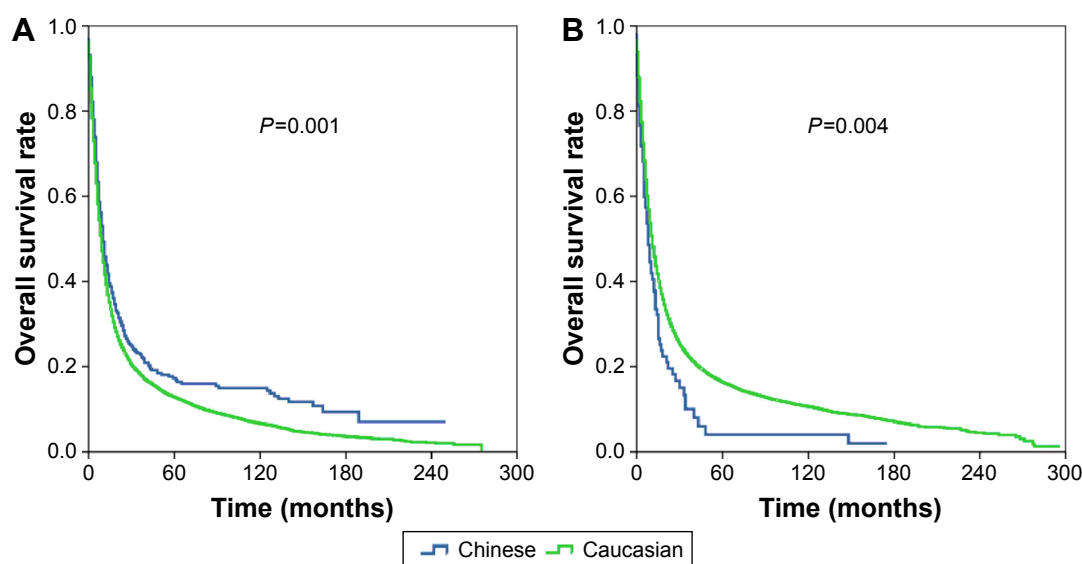 A
Overall survival rate
1.0
0.8
0.6
0.4
0.2
0.0
P=0.001
0 60 120 180 240 300
Time (months)
B
Overall survival rate
1.0
0.8
0.6
0.4
0.2
0.0
P=0.004
0 60 120 180 240 300
Time (months)
Chinese Caucasian